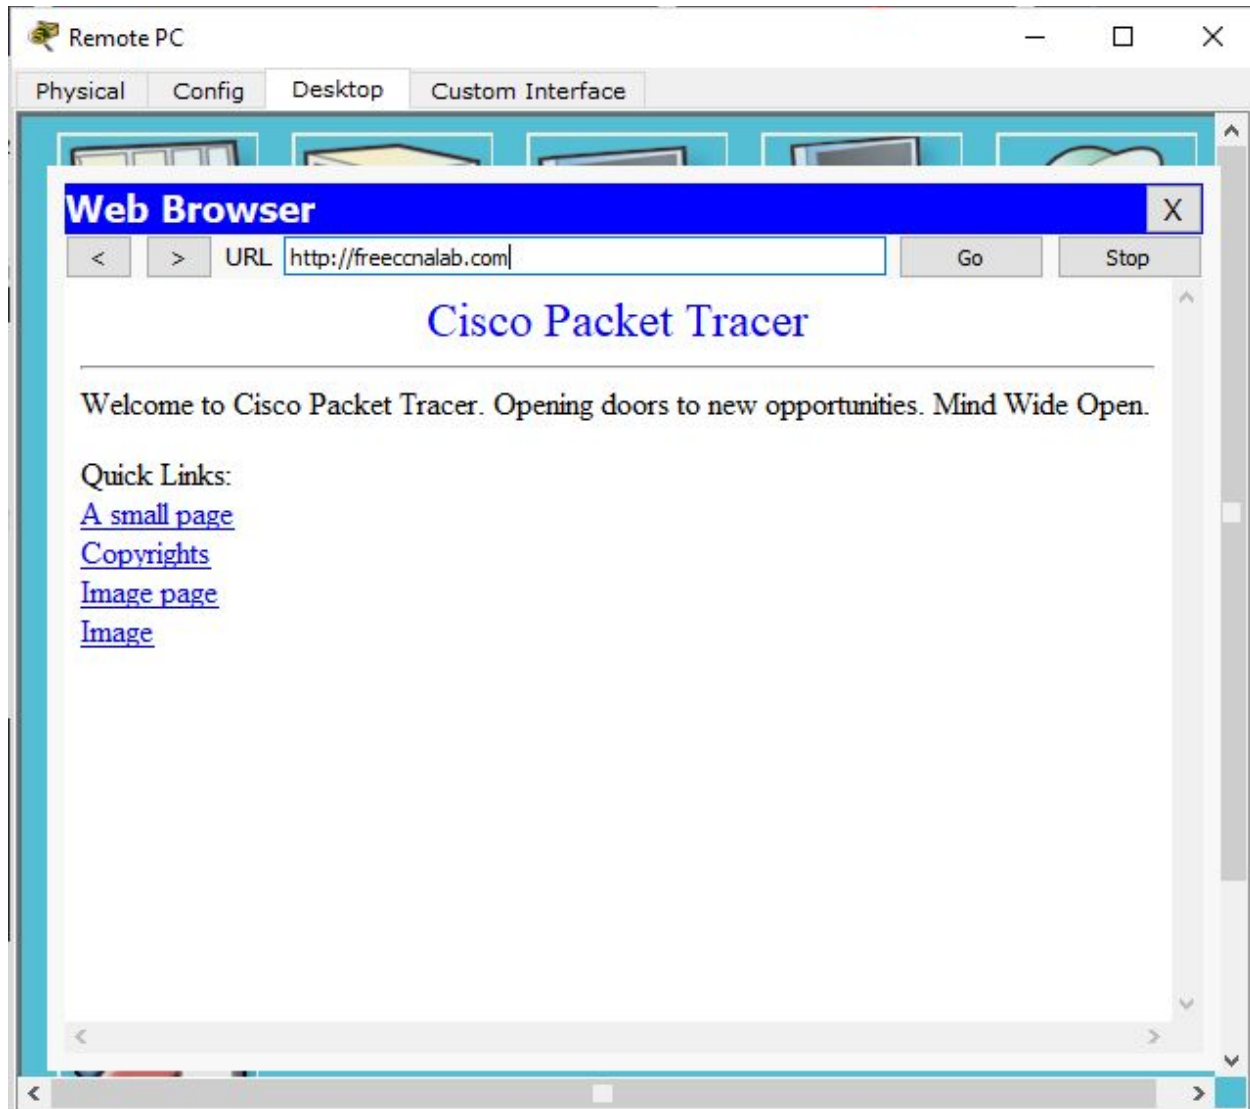 Remote PC
Physical Config Desktop Custom Interface
Web Browser X
< > URL http://freeccnalab.com Go Stop
Cisco Packet Tracer
Welcome to Cisco Packet Tracer. Opening doors to new opportunities. Mind Wide Open.
Quick Links:
A small page
Copyrights
Image page
Image